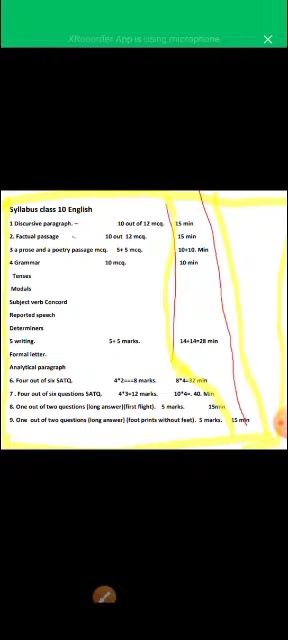 XRecorder App is using microphone
Syllabus class 10 English
1 Discursive paragraph. – 10 out of 12 mcq. 15 min
2. Factual passage -. 10 out 12 mcq. 15 min
3 a prose and a poetry passage mcq. 5+ 5 mcq. 10+10. Min
4 Grammar 10 mcq. 10 min
Tenses
Modals
Subject verb Concord
Reported speech
Determiners
5 writing. 5+ 5 marks. 14+14=28 min
Formal letter.
Analytical paragraph
6. Four out of six SATQ. 4*2===8 marks. 8*4=32 min
7 . Four out of six questions SATQ. 4*3=12 marks. 10*4=. 40. Min
8. One out of two questions (long answer)(first flight). 5 marks. 15min
9. One out of two questions (long answer) (foot prints without feet). 5 marks. 15 min